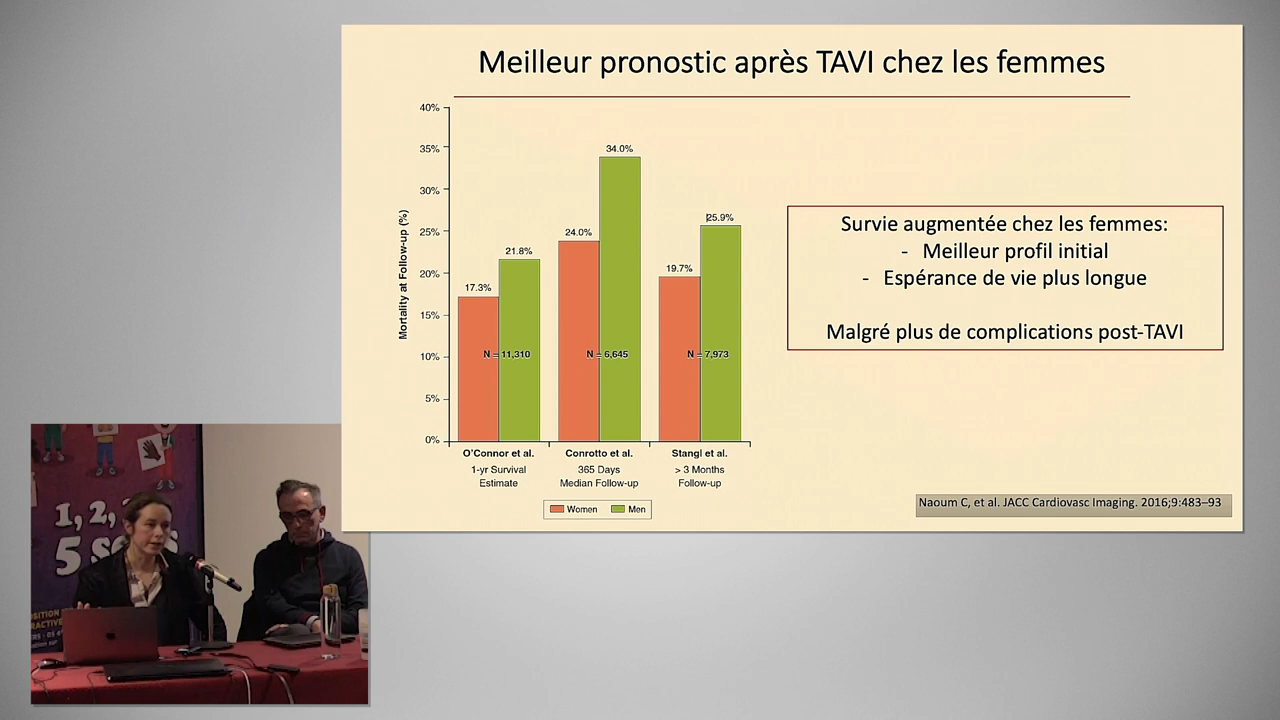 Meilleur pronostic après TAVI chez les femmes
40%
35%
30%
25%
20%
15%
10%
5%
0%
Mortality at Follow-up (%)
17.3%
21.8%
24.0%
34.0%
19.7%
25.9%
N = 11,310
N = 6,645
N = 7,973
O'Connor et al.
1-yr Survival
Estimate
Conrotto et al.
365 Days
Median Follow-up
Stangl et al.
> 3 Months
Follow-up
Women
Men
Survie augmentée chez les femmes:
- Meilleur profil initial
- Espérance de vie plus longue
Malgré plus de complications post-TAVI
Naoum C, et al. JACC Cardiovasc Imaging. 2016;9:483–93
1, 2,
5